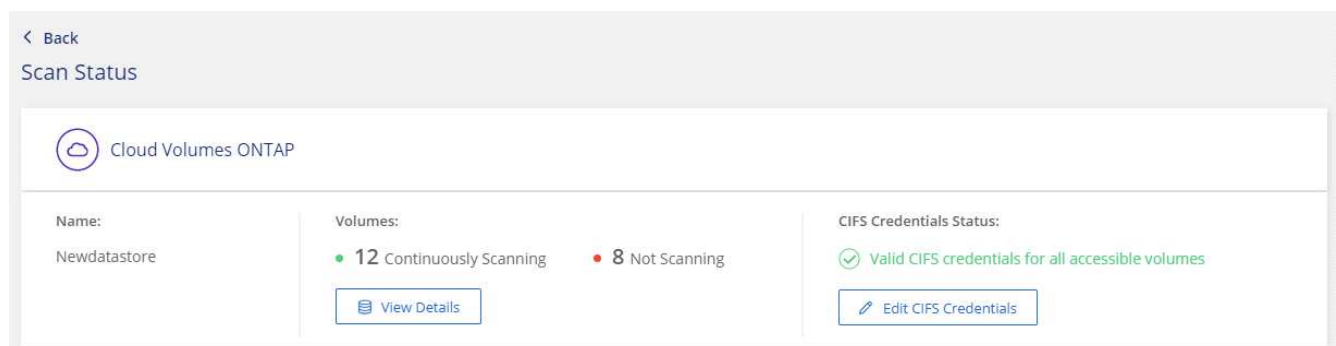 Back
Scan Status
Cloud Volumes ONTAP
Name:
Newdatastore
Volumes:
12 Continuously Scanning
8 Not Scanning
View Details
CIFS Credentials Status:
Valid CIFS credentials for all accessible volumes
Edit CIFS Credentials